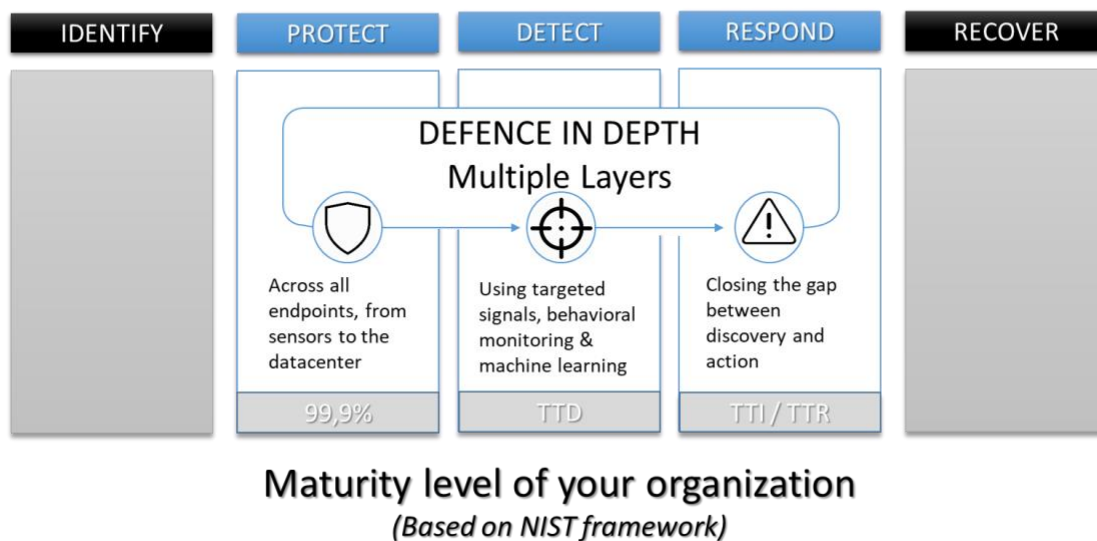 IDENTIFY
PROTECT
DETECT
RESPOND
RECOVER
DEFENCE IN DEPTH
Multiple Layers
Across all
endpoints, from
sensors to the
datacenter
Using targeted
signals, behavioral
monitoring &
machine learning
Closing the gap
between
discovery and
action
99,9%
TTD
TTI / TTR
Maturity level of your organization
(Based on NIST framework)